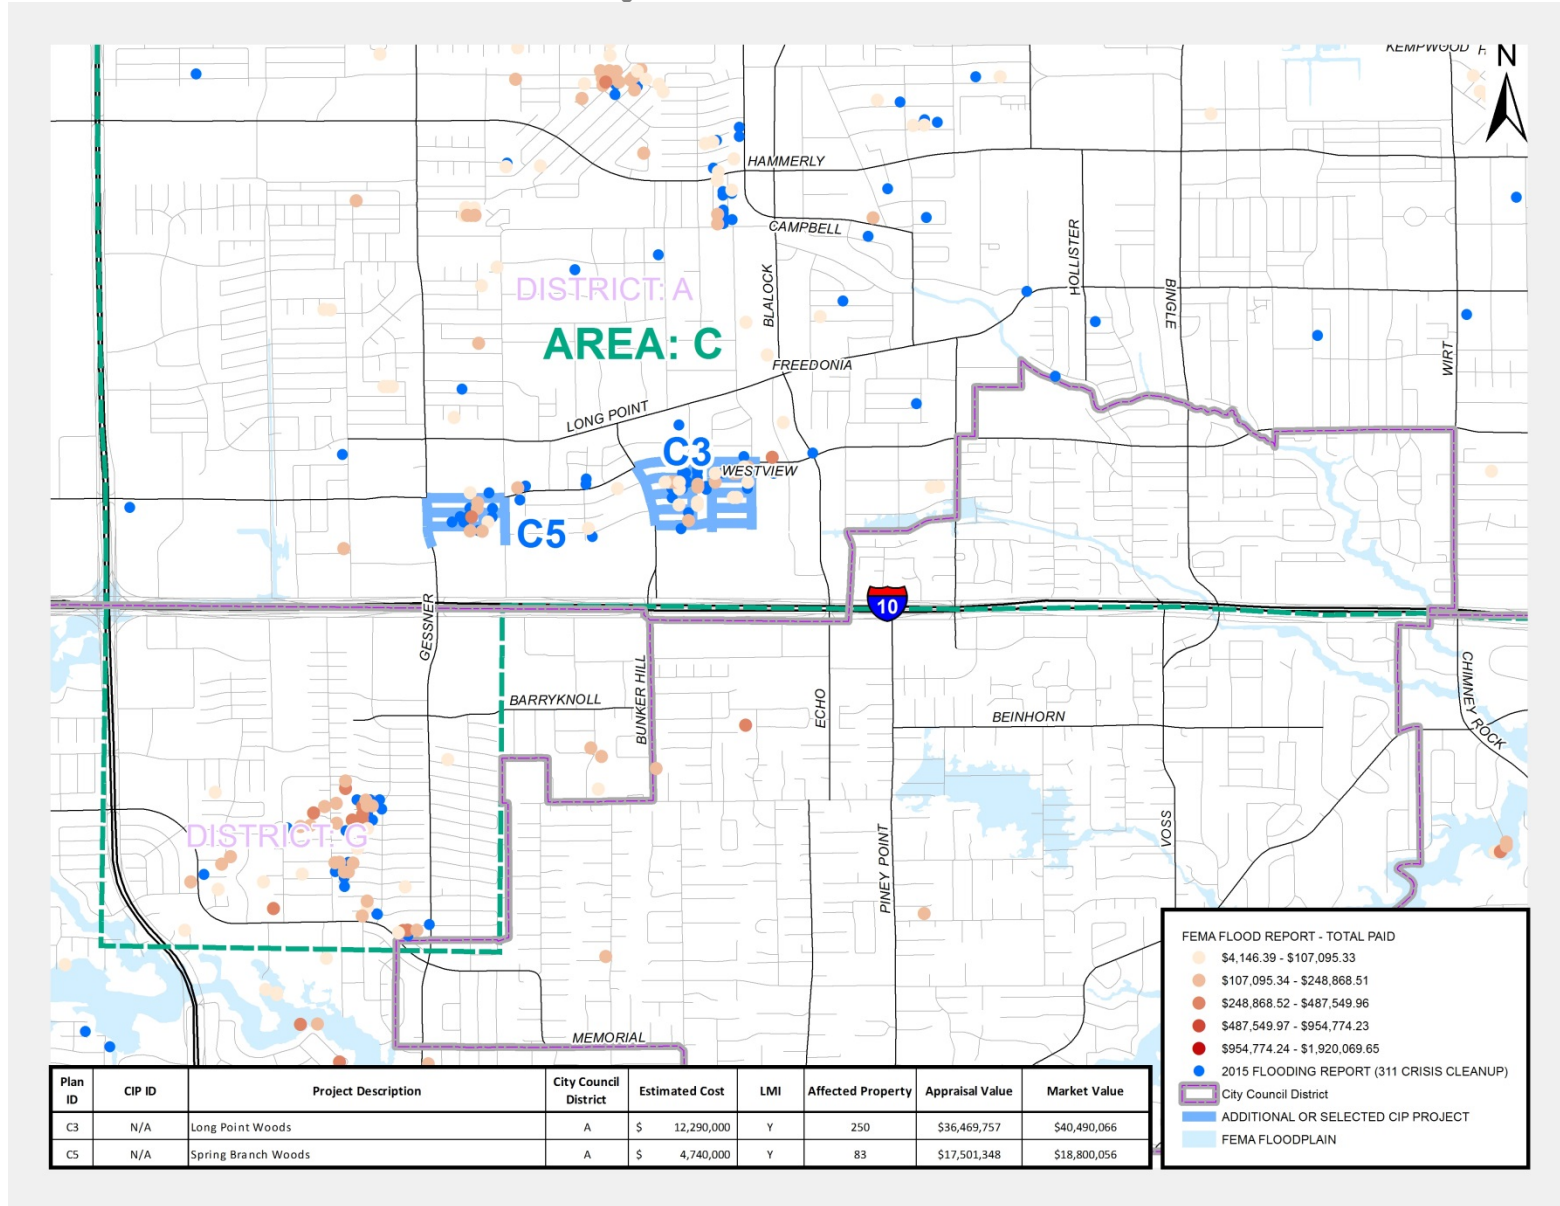 KEMPWOOD
N
HAMMERLY
CAMPBELL
HOLLISTER
DISTRICT: A
BLALOCK
BINGLE
AREA: C
WIRT
FREEDONIA
LONG POINT
C3
WESTVIEW
C5
10
GESSNER
BUNKER HILL
BARRYKNOLL
ECHO
BEINHORN
CHIMNEY ROCK
DISTRICT: G
PINEY POINT
VOSS
MEMORIAL
FEMA FLOOD REPORT - TOTAL PAID
$4,146.39 - $107,095.33
$107,095.34 - $248,868.51
$248,868.52 - $487,549.96
$487,549.97 - $954,774.23
$954,774.24 - $1,920,069.65
2015 FLOODING REPORT (311 CRISIS CLEANUP)
City Council District
ADDITIONAL OR SELECTED CIP PROJECT
FEMA FLOODPLAIN
Plan ID CIP ID Project Description City Council District Estimated Cost LMI Affected Property Appraisal Value Market Value
C3 N/A Long Point Woods A $ 12,290,000 Y 250 $36,469,757 $40,490,066
C5 N/A Spring Branch Woods A $ 4,740,000 Y 83 $17,501,348 $18,800,056